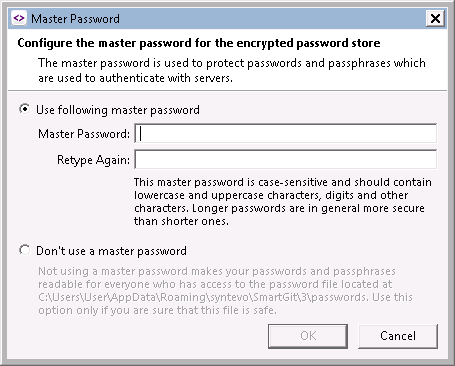 Master Password
Configure the master password for the encrypted password store
The master password is used to protect passwords and passphrases which
are used to authenticate with servers.
Use following master password
Master Password:
Retype Again:
This master password is case-sensitive and should contain
lowercase and uppercase characters, digits and other
characters. Longer passwords are in general more secure
than shorter ones.
Don't use a master password
Not using a master password makes your passwords and passphrases
readable for everyone who has access to the password file located at
C:\Users\User\AppData\Roaming\syntevo\SmartGit\3\passwords. Use this
option only if you are sure that this file is safe.
OK
Cancel